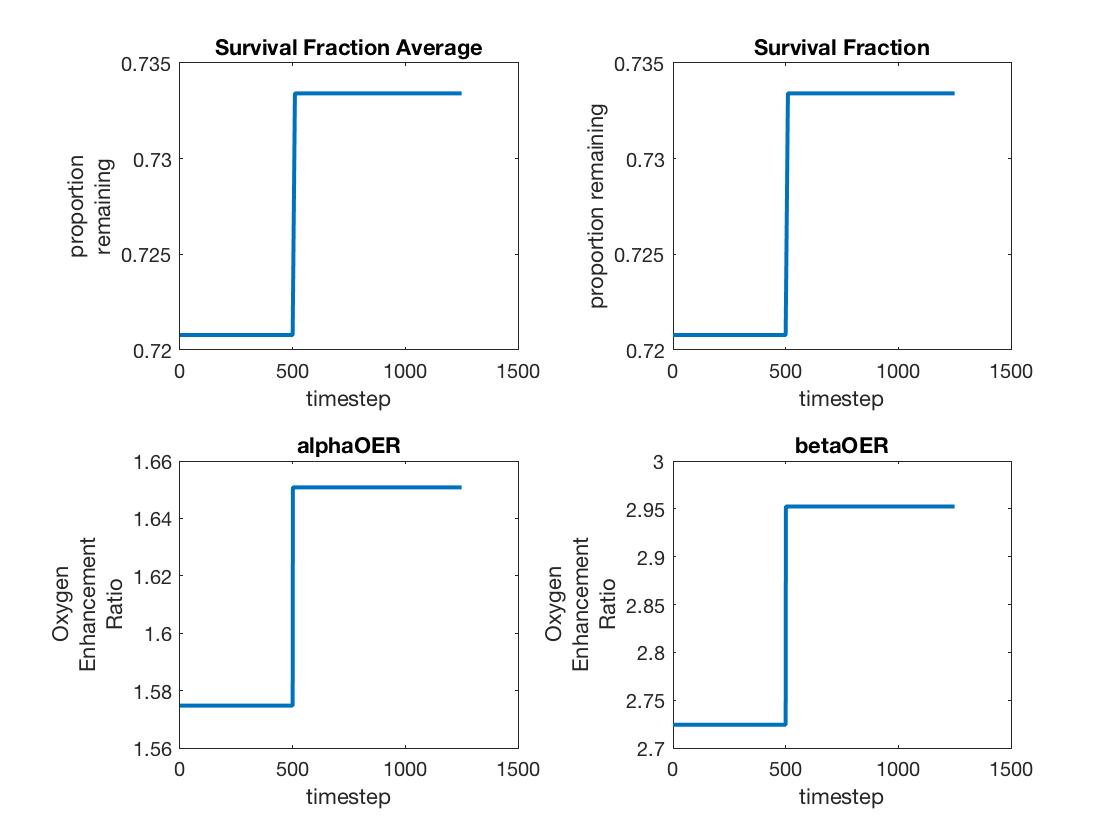 Survival Fraction Average
0.735
0.73
0.725
0.72
proportion
remaining
0
500
1000
1500
timestep
Survival Fraction
0.735
0.73
0.725
0.72
proportion remaining
0
500
1000
1500
timestep
alphaOER
1.66
1.64
1.62
1.6
1.58
1.56
Oxygen
Enhancement
Ratio
0
500
1000
1500
timestep
betaOER
3
2.95
2.9
2.85
2.8
2.75
2.7
Oxygen
Enhancement
Ratio
0
500
1000
1500
timestep